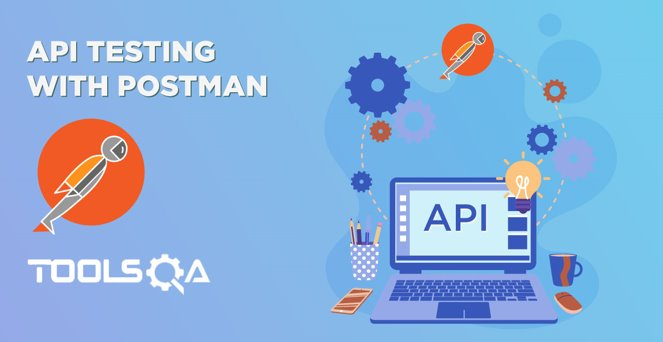 API TESTING
WITH POSTMAN
TOOLSQA
API